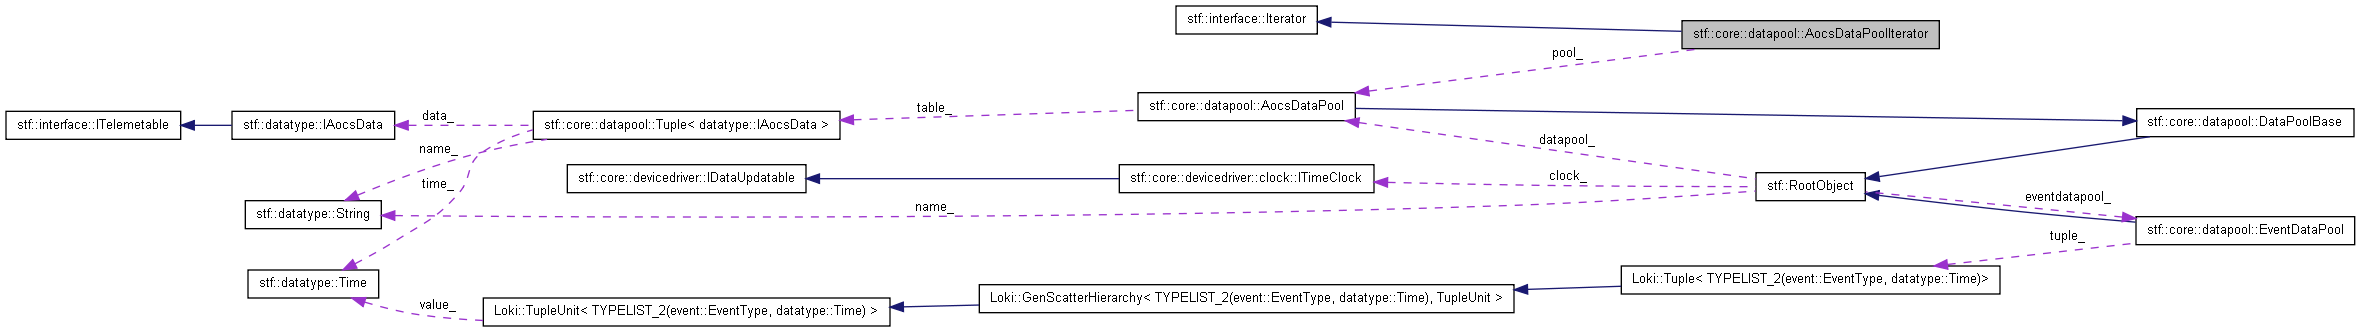 stf::interface::Iterator
stf::core::datapool::AocsDataPoolIterator
pool_
stf::core::datapool::AocsDataPool
table_
stf::interface::ITelemetable
stf::datatype::IAocsData
data_
stf::core::datapool::Tuple< datatype::IAocsData >
stf::core::datapool::DataPoolBase
datapool_
name_
stf::core::devicedriver::IDataUpdatable
stf::core::devicedriver::clock::ITimeClock
clock_
time_
stf::RootObject
eventdatapool_
stf::datatype::String
name_
stf::core::datapool::EventDataPool
tuple_
stf::datatype::Time
Loki::Tuple< TYPELIST_2(event::EventType, datatype::Time)>
Loki::GenScatterHierarchy< TYPELIST_2(event::EventType, datatype::Time), TupleUnit >
value_
Loki::TupleUnit< TYPELIST_2(event::EventType, datatype::Time) >